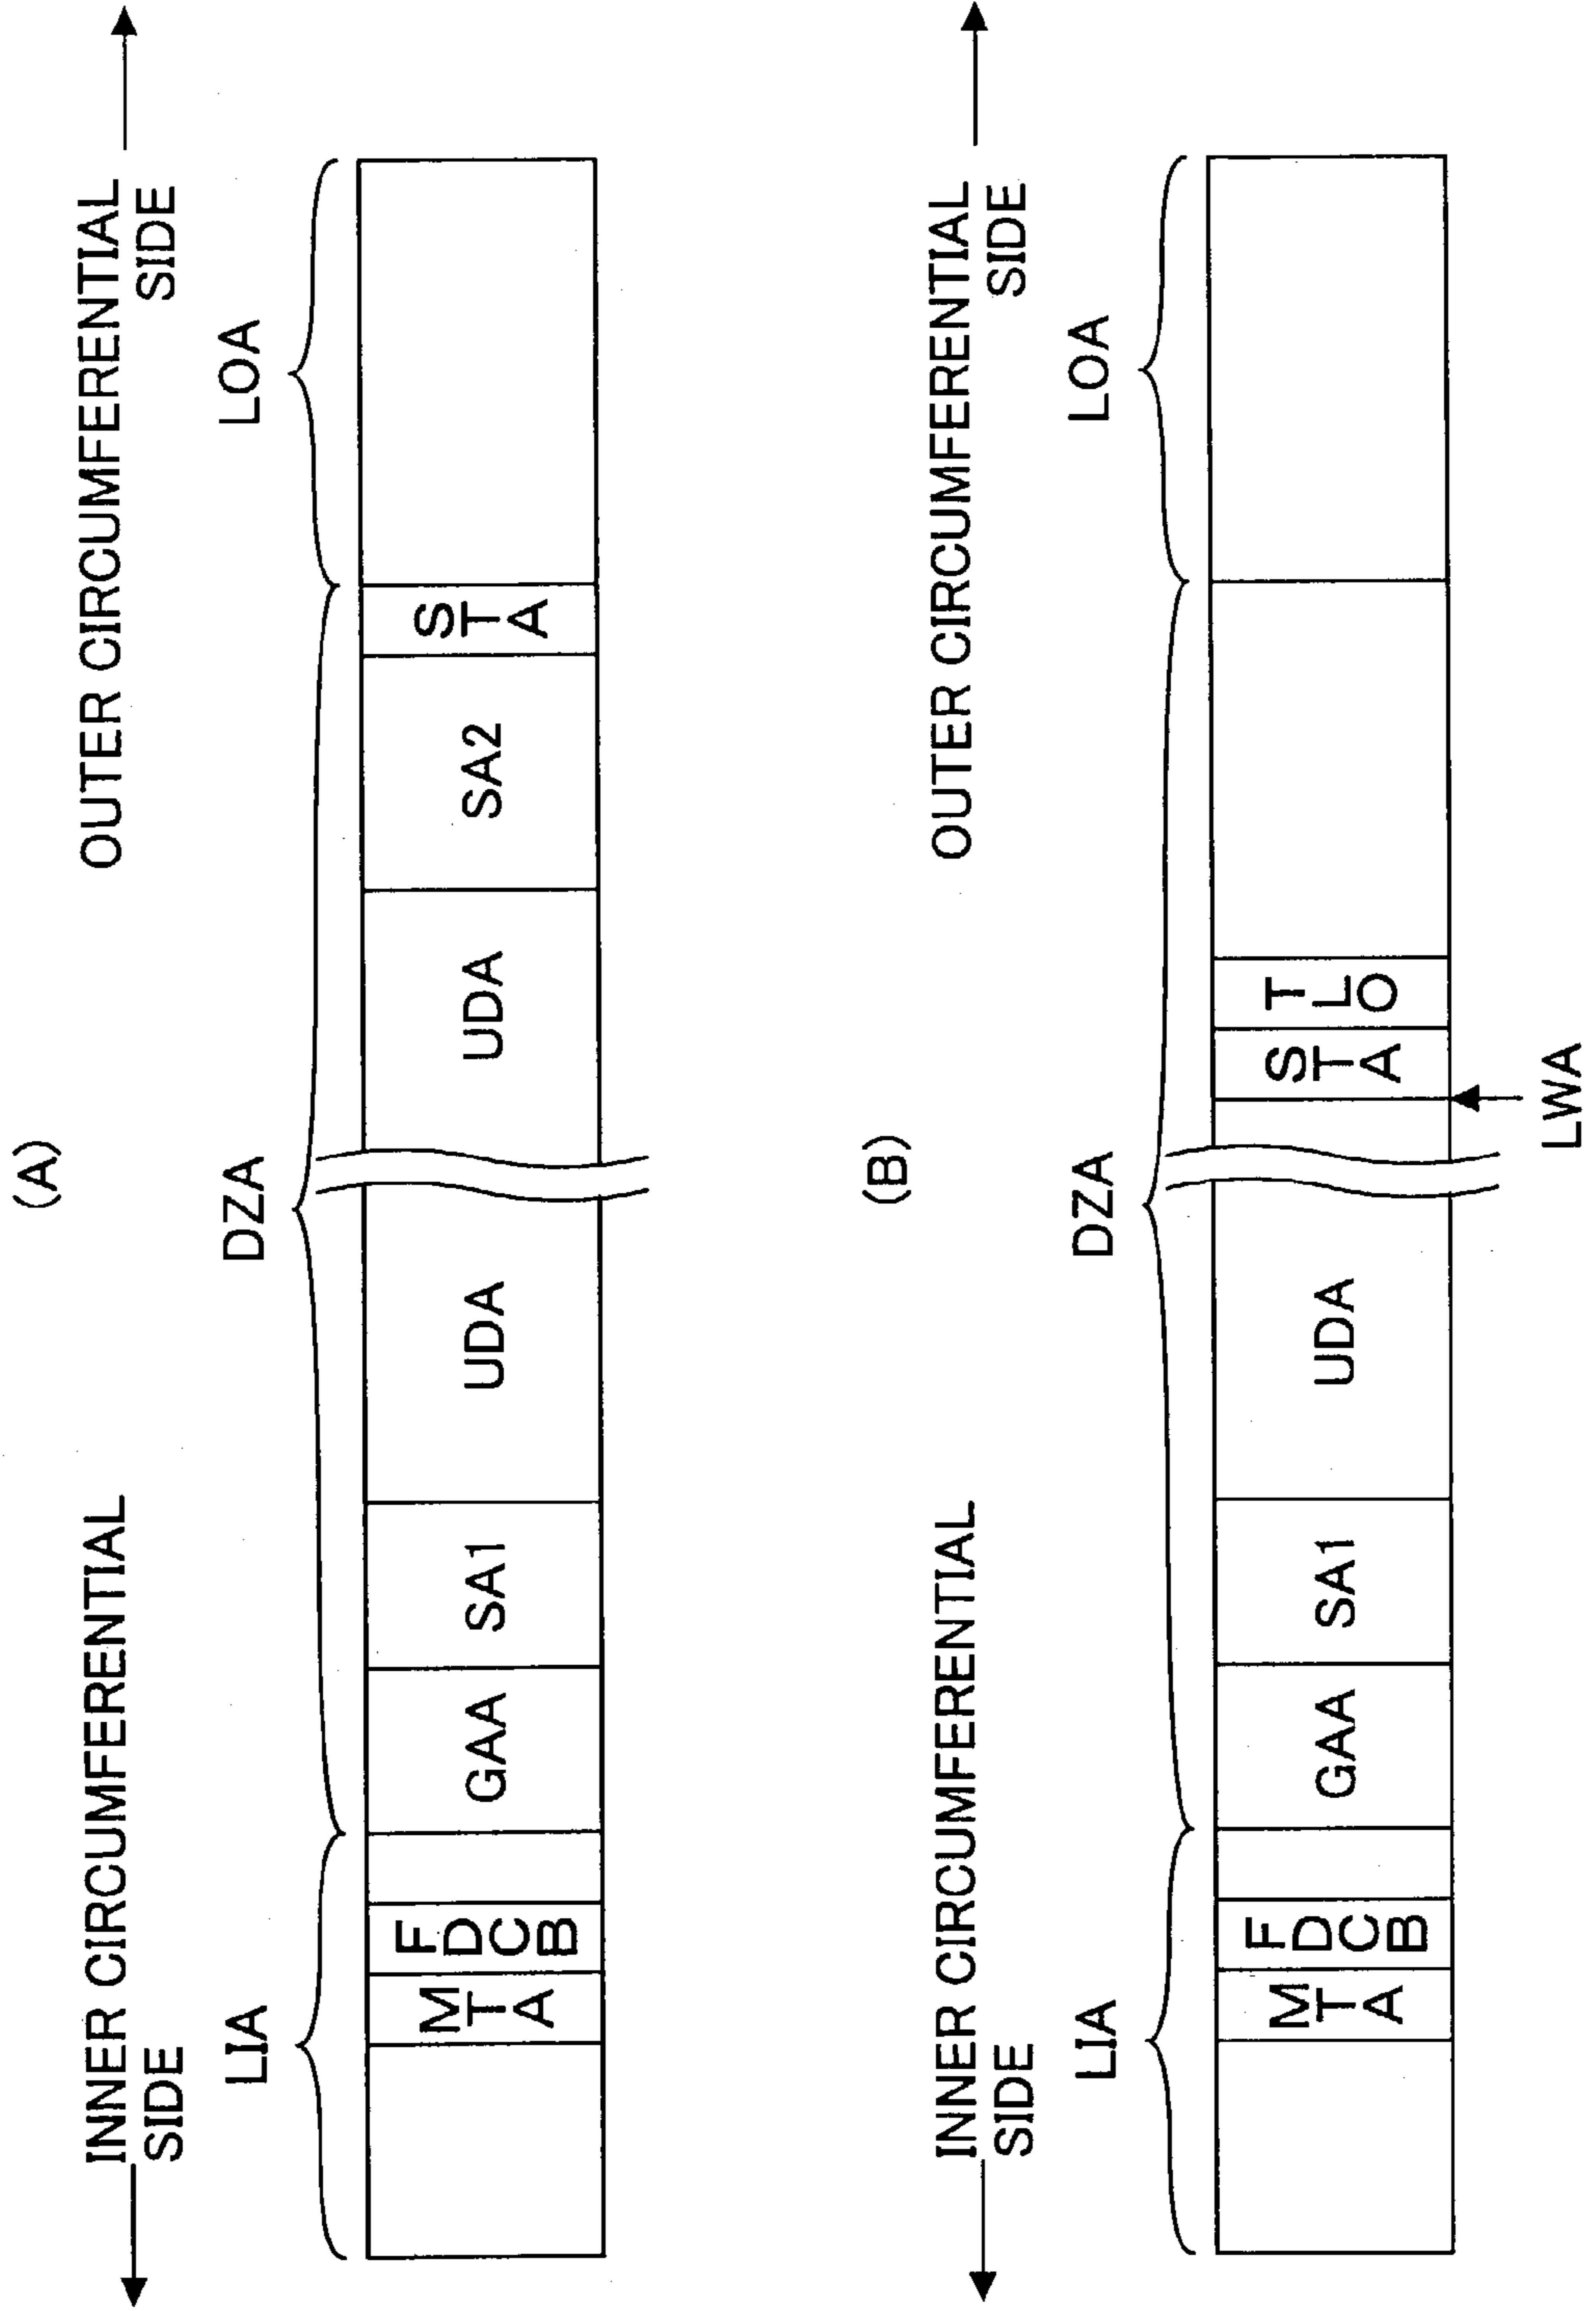 (A)
INNER CIRCUMFERENTIAL
SIDE
OUTER CIRCUMFERENTIAL
SIDE
LIA
DZA
LOA
MTA
FDCB
GAA
SA1
UDA
UDA
SA2
STA
(B)
INNER CIRCUMFERENTIAL
SIDE
OUTER CIRCUMFERENTIAL
SIDE
LIA
DZA
LOA
MTA
FDCB
GAA
SA1
UDA
STA
TLO
LWA